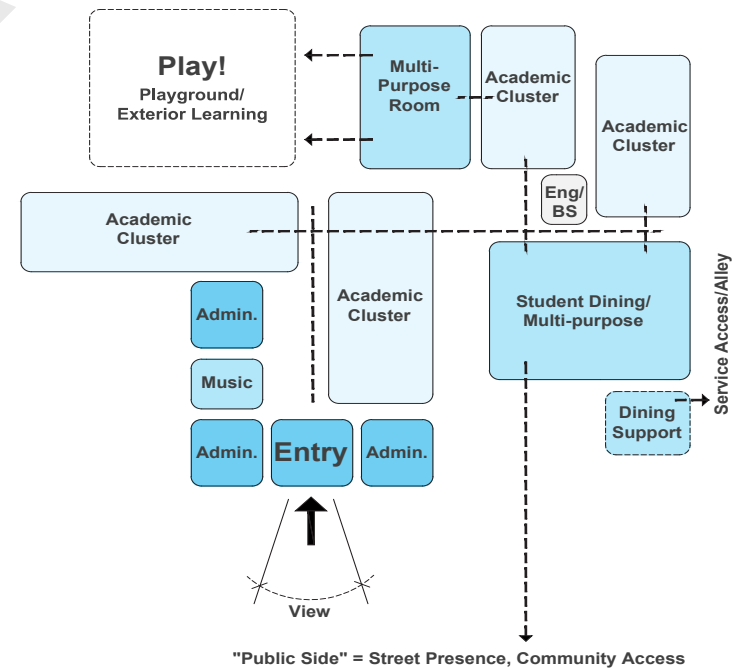 Play!
Playground/
Exterior Learning
Multi-
Purpose
Room
Academic
Cluster
Academic
Cluster
Eng/
BS
Academic
Cluster
Academic
Cluster
Admin.
Student Dining/
Multi-purpose
Service Access/Alley
Music
Dining
Support
Admin.
Entry
Admin.
View
"Public Side" = Street Presence, Community Access